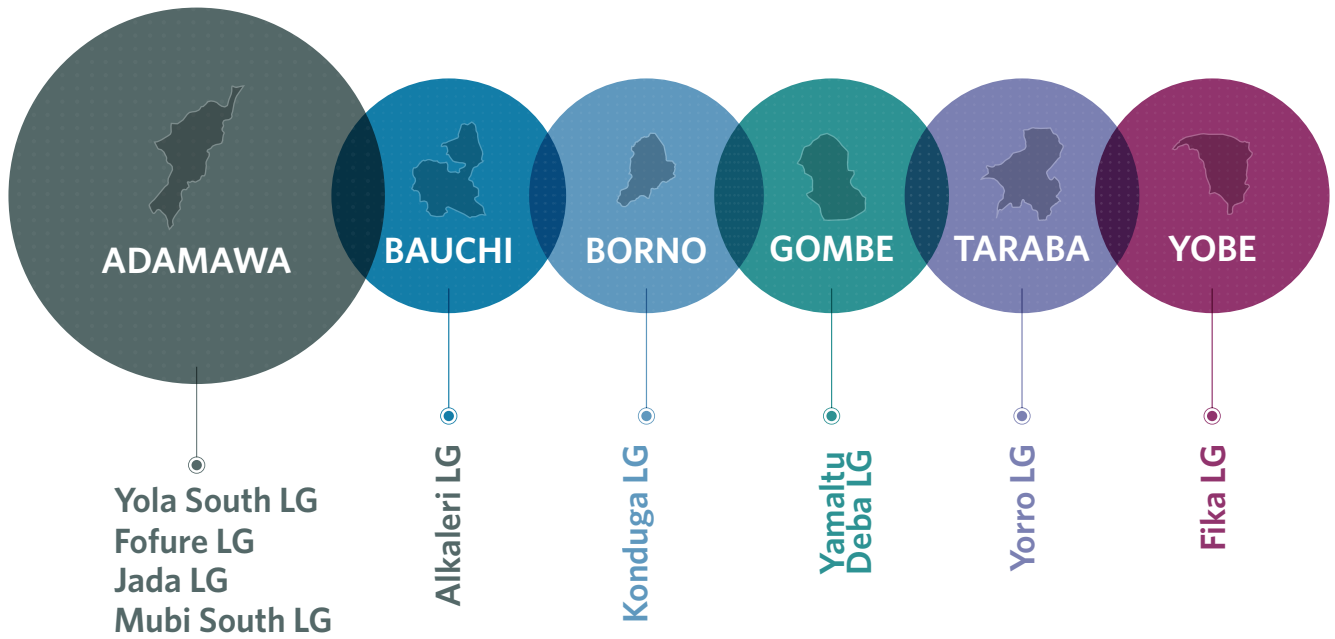 ADAMAWA
BAUCHI
BORNO
GOMBE
TARABA
YOBE
Yola South LG
Fofure LG
Jada LG
Mubi South LG
Alkaleri LG
Konduga LG
Yamaltu
Deba LG
Yorro LG
Fika LG